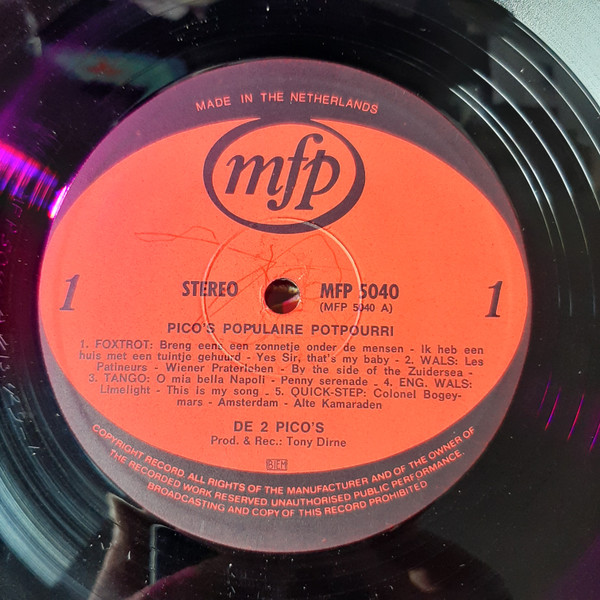 MADE IN THE NETHERLANDS
mfp
1
STEREO
MFP 5040
(MFP 5040 A)
1
PICO'S POPULAIRE POTPOURRI
1. FOXTROT: Breng eens een zonnetje onder de mensen - Ik heb een
huis met een tuintje gehuurd - Yes Sir, that's my baby - 2. WALS: Les
Patineurs - Wiener Praterleben - By the side of the Zuidersea -
3. TANGO: O mia bella Napoli - Penny serenade - 4. ENG. WALS:
Limelight - This is my song - 5. QUICK-STEP: Colonel Bogey-
mars - Amsterdam - Alte Kamaraden
DE 2 PICO'S
Prod. & Rec.: Tony Dirne
BIEM
COPYRIGHT RECORD ALL RIGHTS OF THE MANUFACTURER AND OF THE OWNER OF
THE RECORDED WORK RESERVED. UNAUTHORISED PUBLIC PERFORMANCE.
BROADCASTING AND COPY OF THIS RECORD PROHIBITED